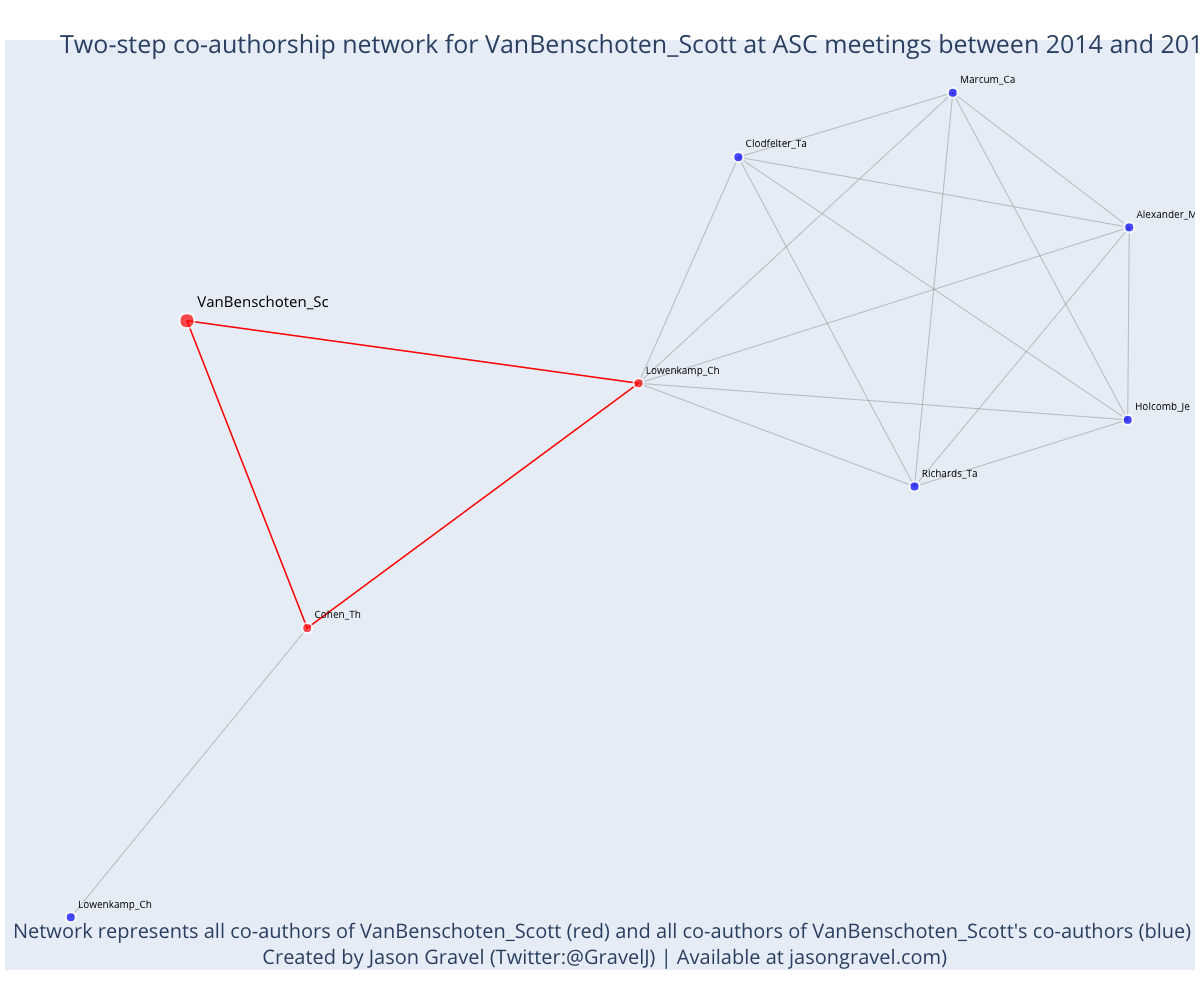 Two-step co-authorship network for VanBenschoten_Scott at ASC meetings between 2014 and 201
Marcum_Ca
Clodfelter_Ta
Alexander_M
VanBenschoten_Sc
Lowenkamp_Ch
Holcomb_Je
Richards_Ta
Cohen_Th
Lowenkamp_Ch
Network represents all co-authors of VanBenschoten_Scott (red) and all co-authors of VanBenschoten_Scott's co-authors (blue)
Created by Jason Gravel (Twitter:@GravelJ) | Available at jasongravel.com)